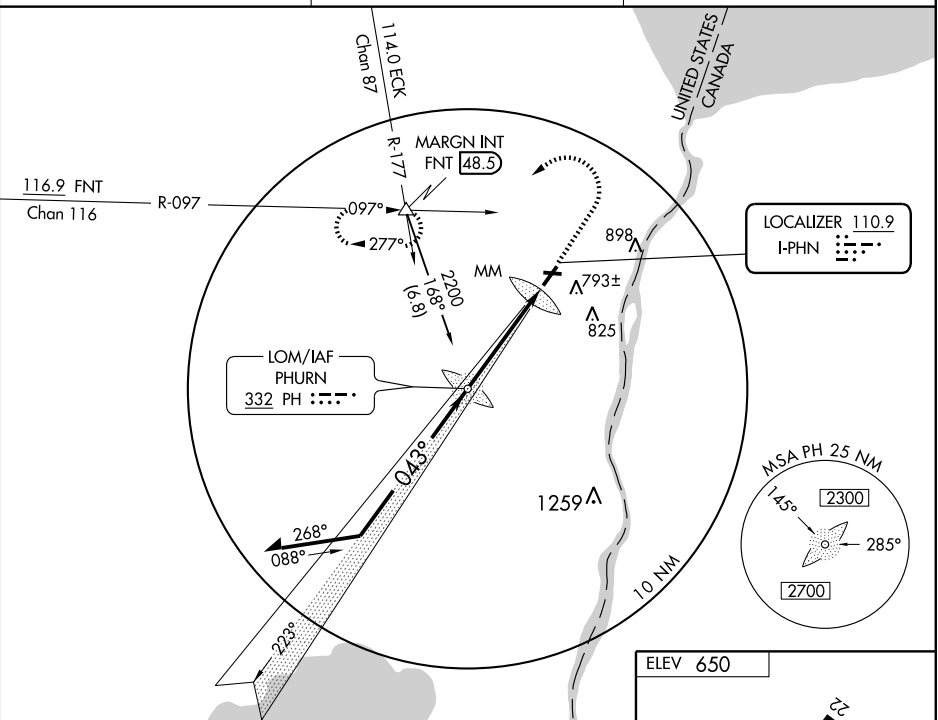 114.0 ECK
Chan 87
R-177
UNITED STATES
CANADA
MARGN INT
FNT 48.5
116.9 FNT
Chan 116
R-097
097°
277°
LOCALIZER 110.9
I-PHN
898
MM
793±
825
2200
168°
(6.8)
LOM/IAF
PHURN
332 PH
043°
1259
MSA PH 25 NM
145°
2300
285°
2700
268°
088°
10 NM
223°
ELEV 650
22